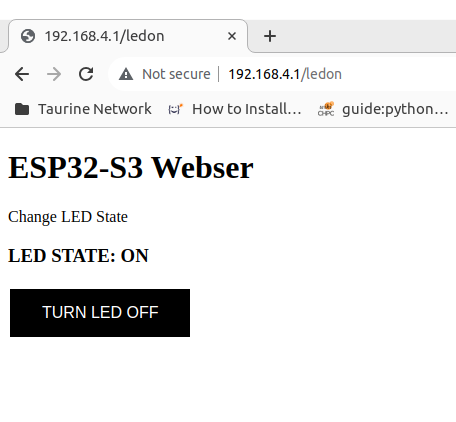 192.168.4.1/ledon
Not secure 192.168.4.1/ledon
Taurine Network How to Install... guide:python...
ESP32-S3 Webser
Change LED State
LED STATE: ON
TURN LED OFF